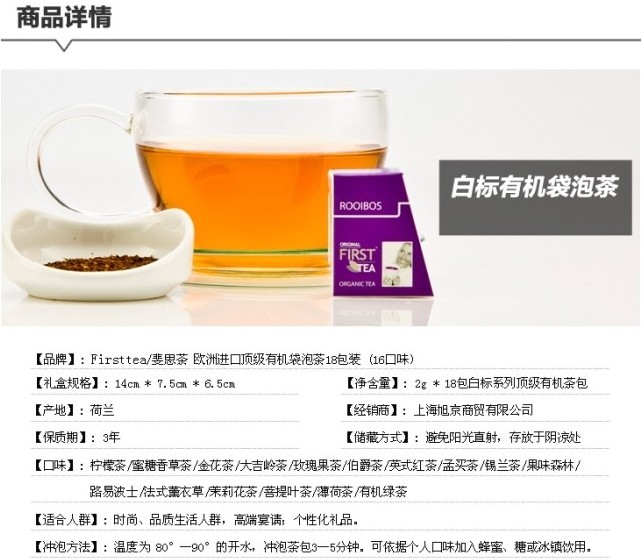 商品详情
白标有机袋泡茶
ROOIBOS
ORIGINAL
FIRST
TEA
ORGANIC TEA
【品牌】: Firsttea/斐思茶 欧洲进口顶级有机袋泡茶18包装 (16口味)
【礼盒规格】: 14cm * 7.5cm * 6.5cm 【净含量】: 2g * 18包白标系列顶级有机茶包
【产地】: 荷兰 【经销商】: 上海旭京商贸有限公司
【保质期】: 3年 【储藏方式】: 避免阳光直射，存放于阴凉处
【口味】: 柠檬茶/蜜糖香草茶/金花茶/大吉岭茶/玫瑰果茶/伯爵茶/英式红茶/孟买茶/锡兰茶/果味森林/
路易波士/法式薰衣草/茉莉花茶/菩提叶茶/薄荷茶/有机绿茶
【适合人群】: 时尚、品质生活人群，高端宴请，个性化礼品。
【冲泡方法】: 温度为 80°—90°的开水，冲泡茶包3—5分钟。可依据个人口味加入蜂蜜、糖或冰镇饮用。